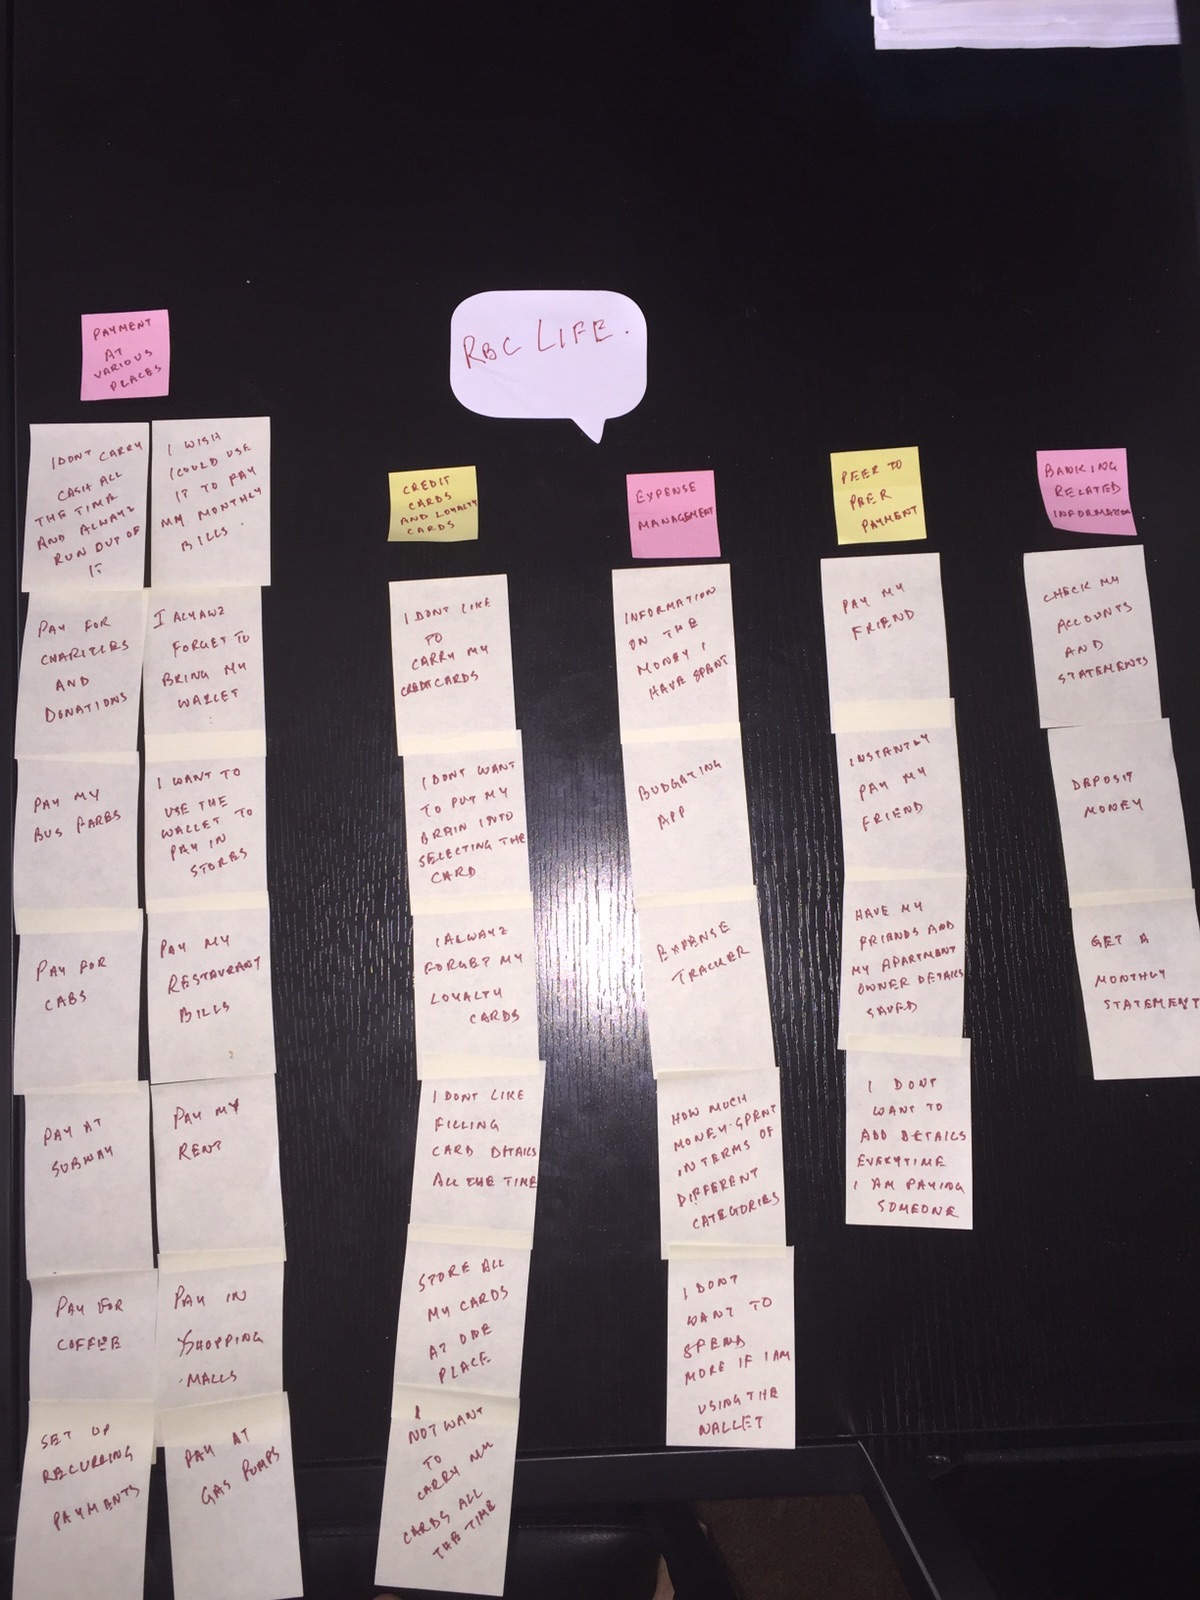 RBC LIFE.
PAYMENT
AT
VARIOUS
PLACES
I DONT CARRY
CASH ALL
THE TIME
AND ALWAYZ
RUN OUT OF
IT
PAY FOR
CHARITIES
AND
DONATIONS
PAY MY
BUS FARES
PAY FOR
CABS
PAY AT
SUBWAY
PAY FOR
COFFEE
SET UP
RECURRING
PAYMENTS
I WISH
I COULD USE
IT TO PAY
MY MONTHLY
BILLS.
I ALYAWZ
FORGET TO
BRING MY
WALLET
I WANT TO
USE THE
WALLET TO
PAY IN
STORES
PAY MY
RESTAURANT
BILLS
PAY MY
RENT
PAY IN
SHOPPING
MALLS
PAY AT
GAS PUMPS
CREDIT
CARDS
AND LOYALTY
CARDS
I DONT LIKE
TO
CARRY MY
CREDIT CARDS
I DONT WANT
TO PUT MY
BRAIN INTO
SELECTING THE
CARD
I ALWAYZ
FORGET MY
LOYALTY
CARDS
I DONT LIKE
FILLING
CARD DETAILS
ALL THE TIME
STORE ALL
MY CARDS
AT ONE
PLACE
I
NOT WANT
TO
CARRY MY
CARDS ALL
THE TIME
EXPENSE
MANAGEMENT
INFORMATION
ON THE
MONEY I
HAVE SPENT
BUDGATING
APP
EXPENSE
TRACKER
HOW MUCH
MONEY SPENT
IN TERMS OF
DIFFERENT
CATEGORIES
I DONT
WANT TO
SPEND
MORE IF I AM
USING THE
WALLET
PEER TO
PEER
PAYMENT
PAY MY
FRIEND
INSTANTLY
PAY MY
FRIEND
HAVE MY
FRIENDS AND
MY APARTMENT
OWNER DETAILS
SAVED
I DONT
WANT TO
ADD DETAILS
EVERYTIME
I AM PAYING
SOMEONE
BANKING
RELATED
INFORMATION
CHECK MY
ACCOUNTS
AND
STATEMENTS
DEPOSIT
MONEY
GET A
MONTHLY
STATEMENT